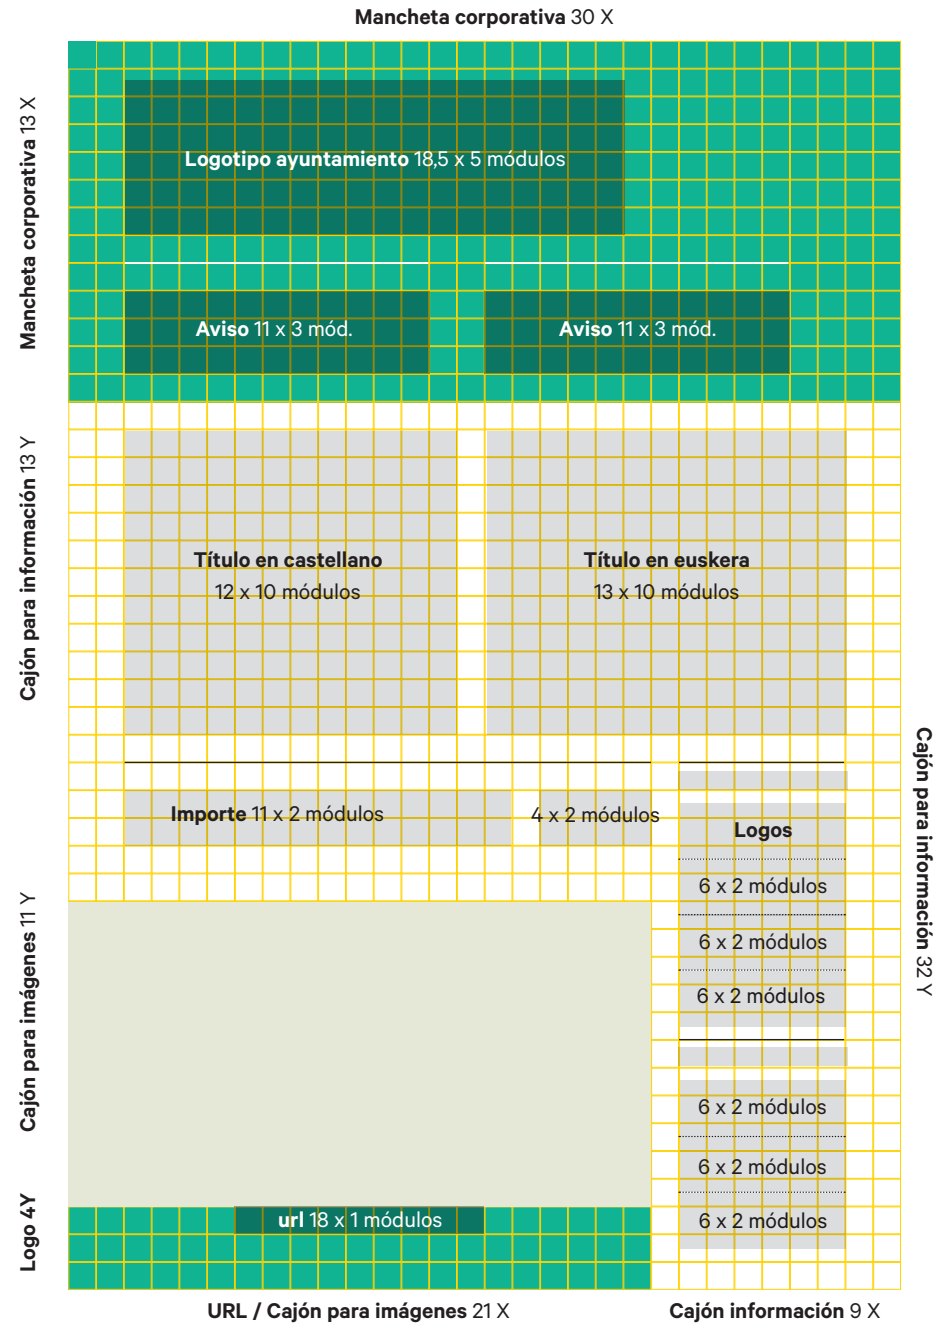 Mancheta corporativa 30 X
Mancheta corporativa 13 X
Logotipo ayuntamiento 18,5 x 5 módulos
Aviso 11 x 3 mód.
Aviso 11 x 3 mód.
Cajón para información 13 Y
Título en castellano
12 x 10 módulos
Título en euskera
13 x 10 módulos
Cajón para información 32 Y
Importe 11 x 2 módulos
4 x 2 módulos
Logos
6 x 2 módulos
6 x 2 módulos
6 x 2 módulos
Cajón para imágenes 11 Y
6 x 2 módulos
6 x 2 módulos
6 x 2 módulos
Logo 4Y
url 18 x 1 módulos
URL / Cajón para imágenes 21 X
Cajón información 9 X